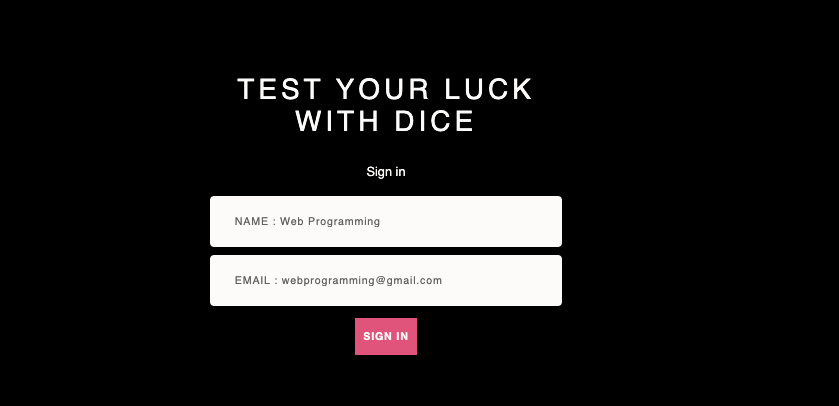 TEST YOUR LUCK
WITH DICE
Sign in
NAME : Web Programming
EMAIL : webprogramming@gmail.com
SIGN IN